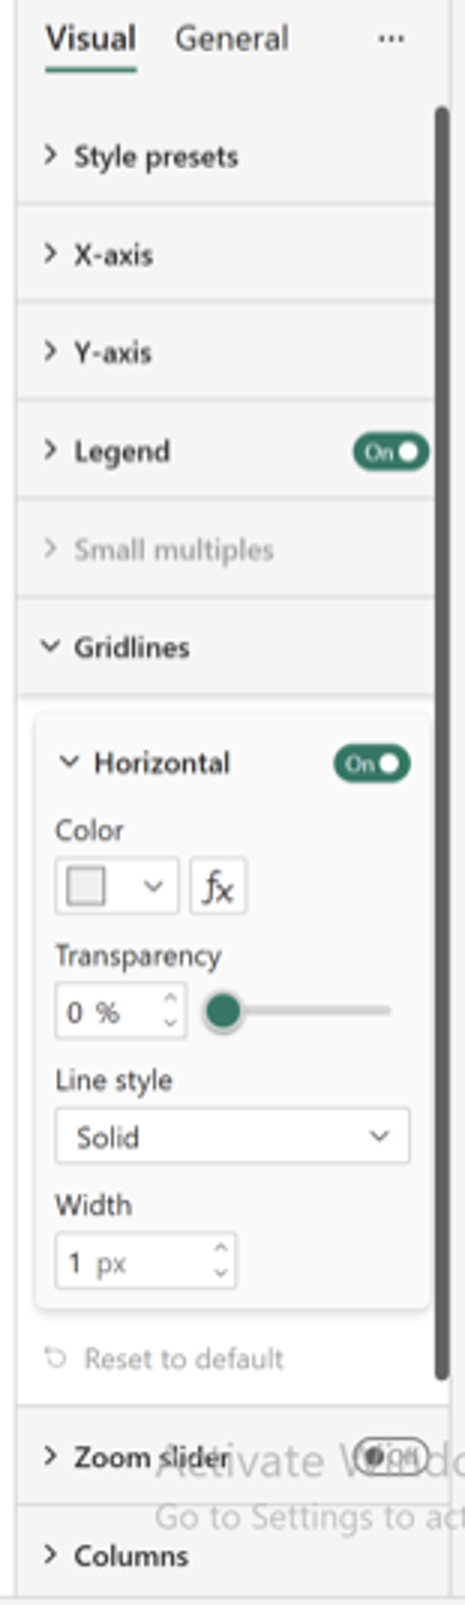 Visual General ...
Style presets
X-axis
Y-axis
Legend On
Small multiples
Gridlines
Horizontal On
Color
fx
Transparency
0 %
Line style
Solid
Width
1 px
Reset to default
Zoom slider Off
Activate Windo
Go to Settings to act
Columns